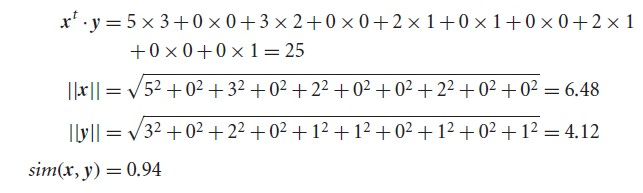 xᵗ · y = 5 × 3 + 0 × 0 + 3 × 2 + 0 × 0 + 2 × 1 + 0 × 1 + 0 × 0 + 2 × 1
+ 0 × 0 + 0 × 1 = 25
||x|| = √5² + 0² + 3² + 0² + 2² + 0² + 0² + 2² + 0² + 0² = 6.48
||y|| = √3² + 0² + 2² + 0² + 1² + 1² + 0² + 1² + 0² + 1² = 4.12
sim(x, y) = 0.94